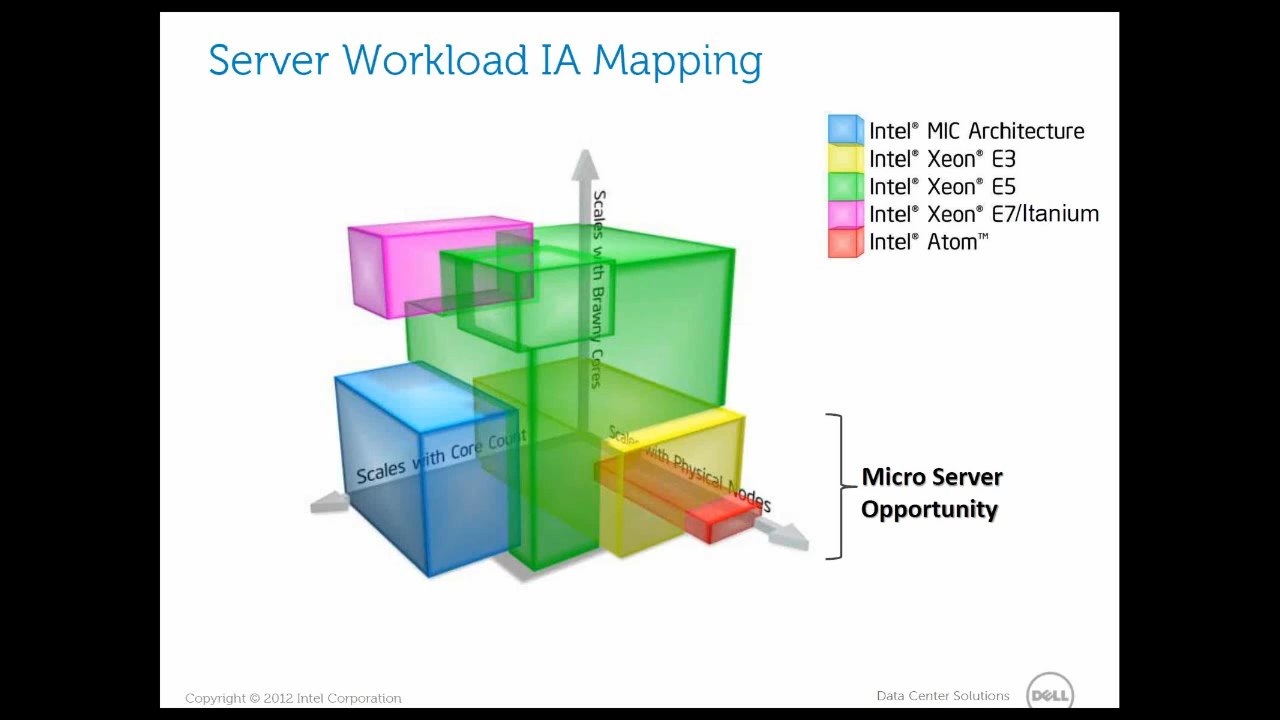 Server Workload IA Mapping
Intel® MIC Architecture
Intel® Xeon® E3
Intel® Xeon® E5
Intel® Xeon® E7/Itanium
Intel® Atom™
Scales with Brawny Cores
Scales with Core Count
Scales with Physical Nodes
Micro Server
Opportunity
Copyright © 2012 Intel Corporation
Data Center Solutions
DELL